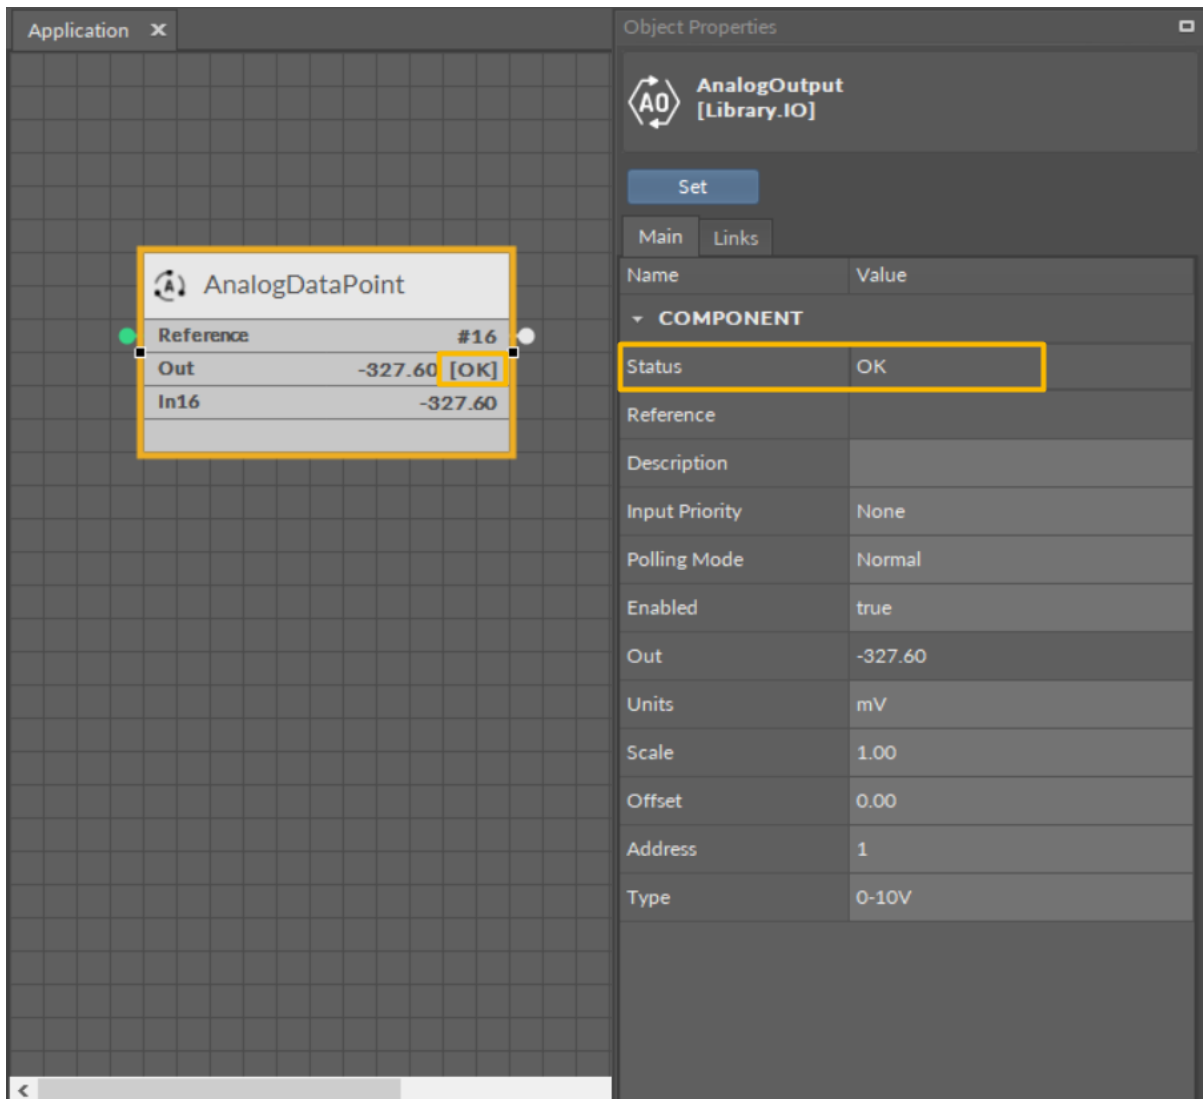 Application ×
AnalogDataPoint
Reference #16
Out -327.60 [OK]
In16 -327.60
Object Properties
AO
AnalogOutput
[Library.IO]
Set
Main Links
Name Value
COMPONENT
Status OK
Reference
Description
Input Priority None
Polling Mode Normal
Enabled true
Out -327.60
Units mV
Scale 1.00
Offset 0.00
Address 1
Type 0-10V